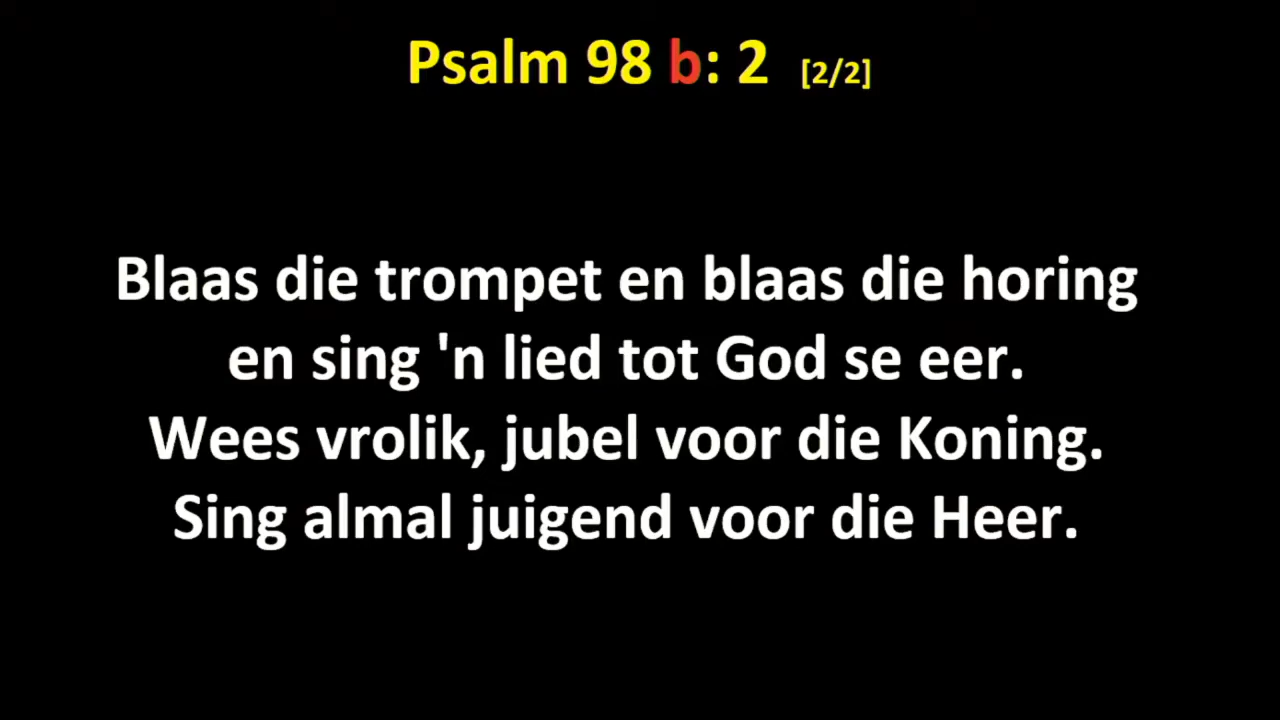 Psalm 98 b: 2 [2/2]
Blaas die trompet en blaas die horing
en sing 'n lied tot God se eer.
Wees vrolik, jubel voor die Koning.
Sing almal juigend voor die Heer.